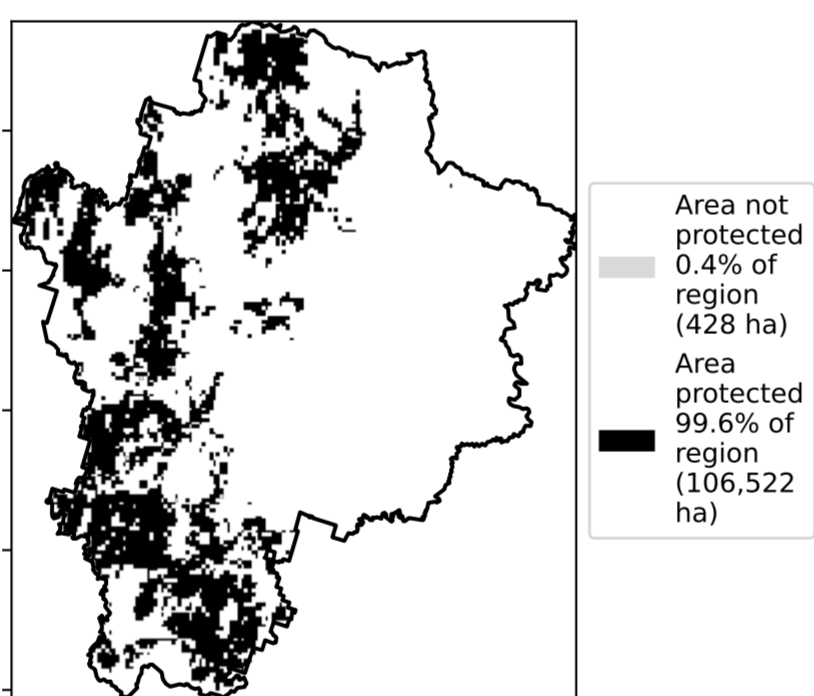 Area not
protected
0.4% of
region
(428 ha)
Area
protected
99.6% of
region
(106,522
ha)